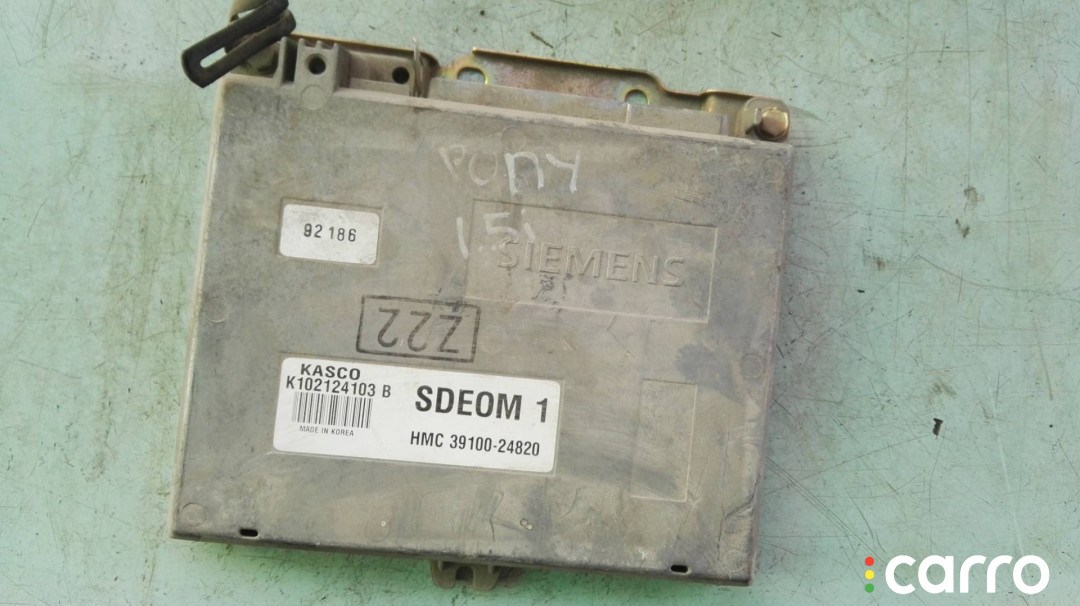 PONY
1.5i
SIEMENS
92186
Z22
KASCO
K102124103 B
MADE IN KOREA
SDEOM 1
HMC 39100-24820
carro